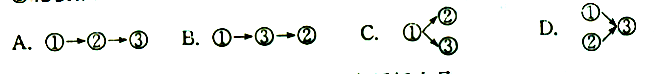 A. ①→②→③ B. ①→③→② C. ①→② ①→③ D. ①→③ ②→③